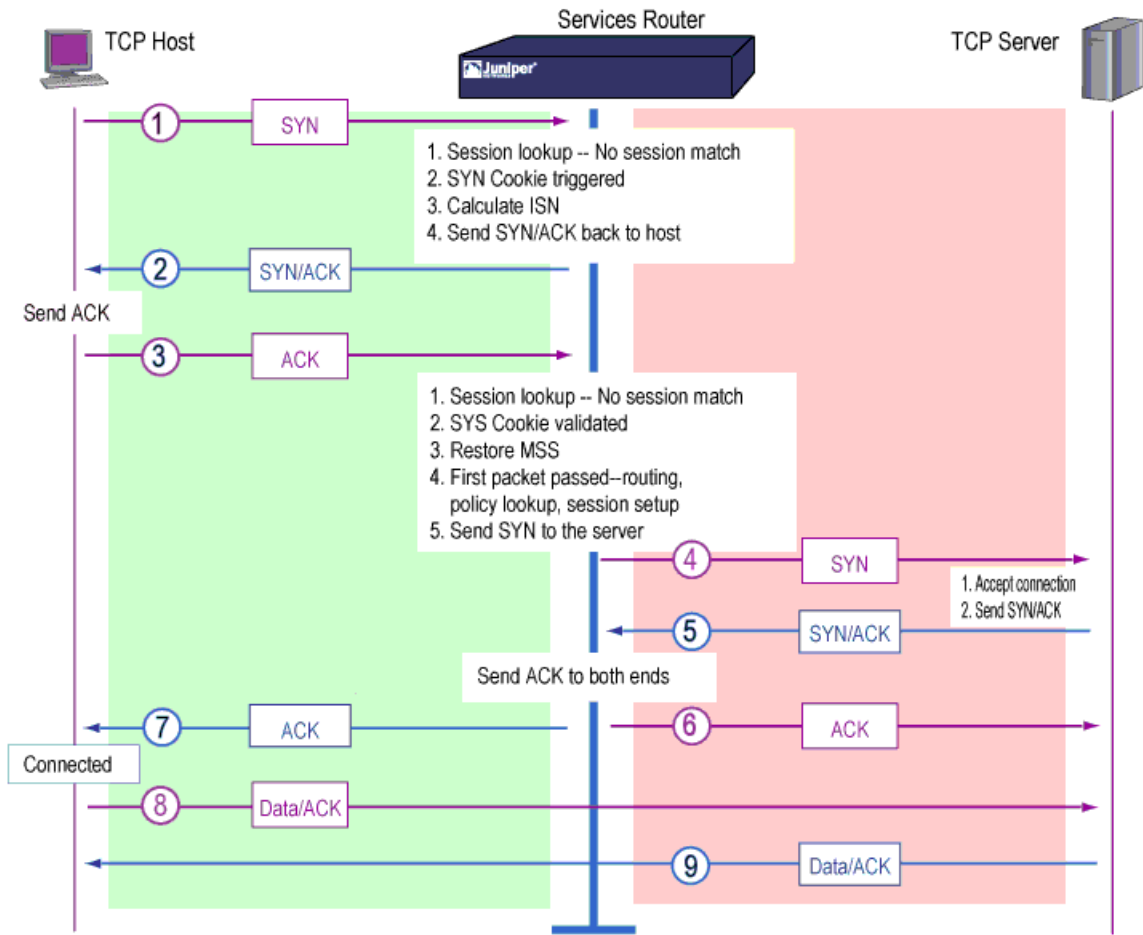 Services Router
TCP Host
TCP Server
Juniper
NETWORKS
1
SYN
1. Session lookup -- No session match
2. SYN Cookie triggered
3. Calculate ISN
4. Send SYN/ACK back to host
2
SYN/ACK
Send ACK
3
ACK
1. Session lookup -- No session match
2. SYS Cookie validated
3. Restore MSS
4. First packet passed--routing,
policy lookup, session setup
5. Send SYN to the server
4
SYN
1. Accept connection
2. Send SYN/ACK
5
SYN/ACK
Send ACK to both ends
7
ACK
6
ACK
Connected
8
Data/ACK
9
Data/ACK